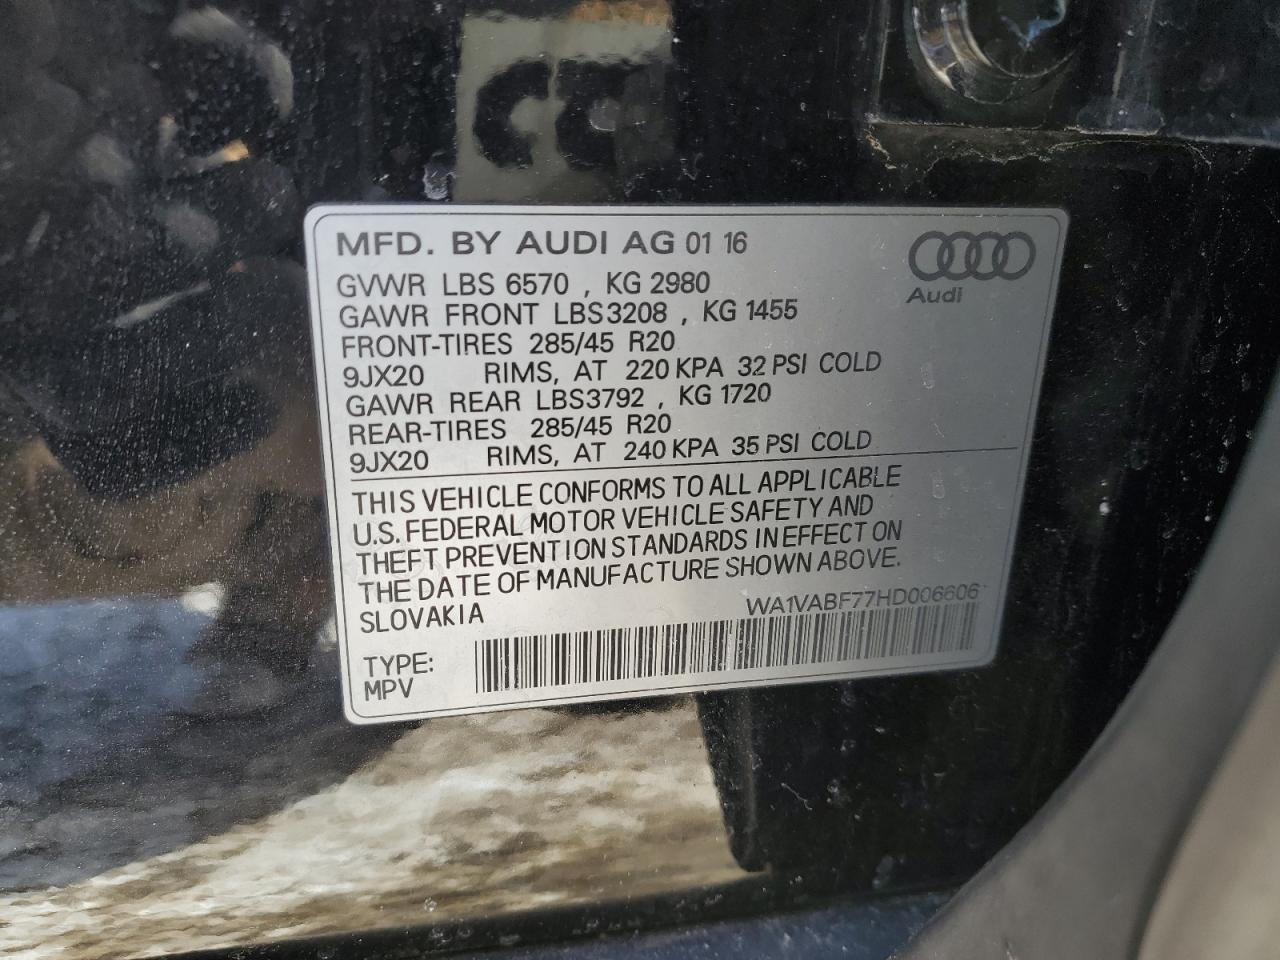 MFD. BY AUDI AG 01 16
Audi
GVWR LBS 6570 , KG 2980
GAWR FRONT LBS3208 , KG 1455
FRONT-TIRES 285/45 R20
9JX20 RIMS, AT 220 KPA 32 PSI COLD
GAWR REAR LBS3792 , KG 1720
REAR-TIRES 285/45 R20
9JX20 RIMS, AT 240 KPA 35 PSI COLD
THIS VEHICLE CONFORMS TO ALL APPLICABLE
U.S. FEDERAL MOTOR VEHICLE SAFETY AND
THEFT PREVENTION STANDARDS IN EFFECT ON
THE DATE OF MANUFACTURE SHOWN ABOVE.
SLOVAKIA
WA1VABF77HD006606
TYPE:
MPV